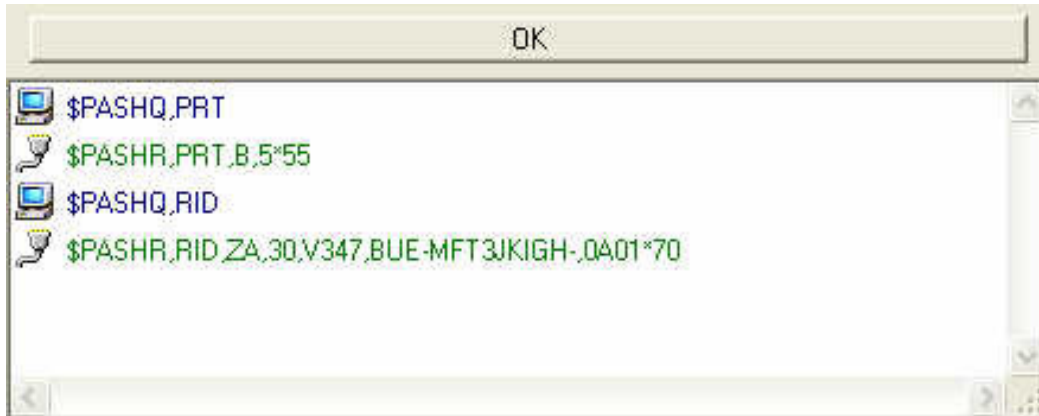 OK
$PASHQ,PRT
$PASHR,PRT,B,5*55
$PASHQ,RID
$PASHR,RID,ZA,30,V347,BUE-MFT3JKIGH-,0A01*70